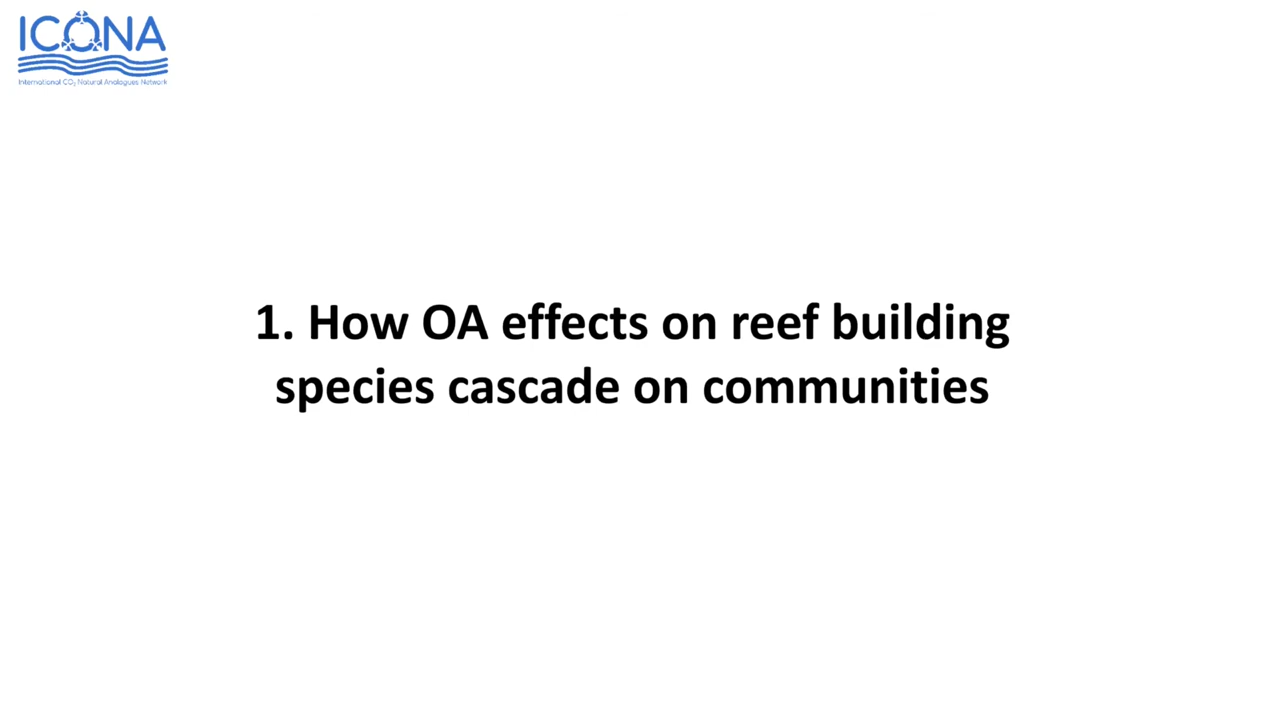 ICONA
International CO₂ Natural Analogues Network
1. How OA effects on reef building
species cascade on communities